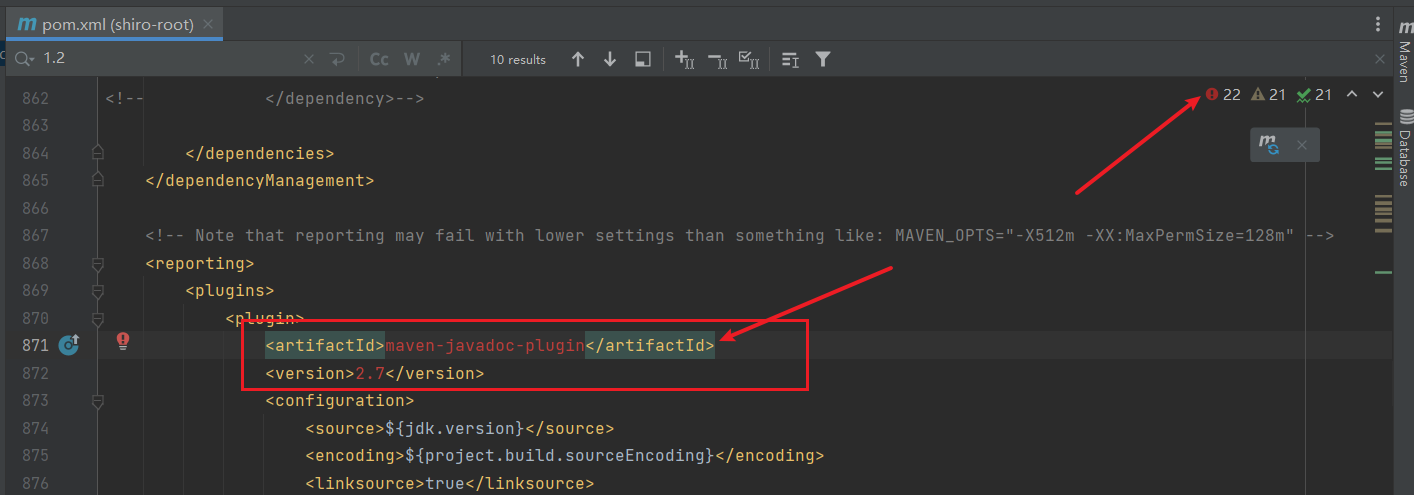 m pom.xml (shiro-root)
1.2
Cc W .*
10 results
22 21 21
Maven
Database
862 <!-- </dependency>-->
863
864 </dependencies>
865 </dependencyManagement>
866
867 <!-- Note that reporting may fail with lower settings than something like: MAVEN_OPTS="-X512m -XX:MaxPermSize=128m" -->
868 <reporting>
869 <plugins>
870 <plugin>
871 <artifactId>maven-javadoc-plugin</artifactId>
872 <version>2.7</version>
873 <configuration>
874 <source>${jdk.version}</source>
875 <encoding>${project.build.sourceEncoding}</encoding>
876 <linksource>true</linksource>